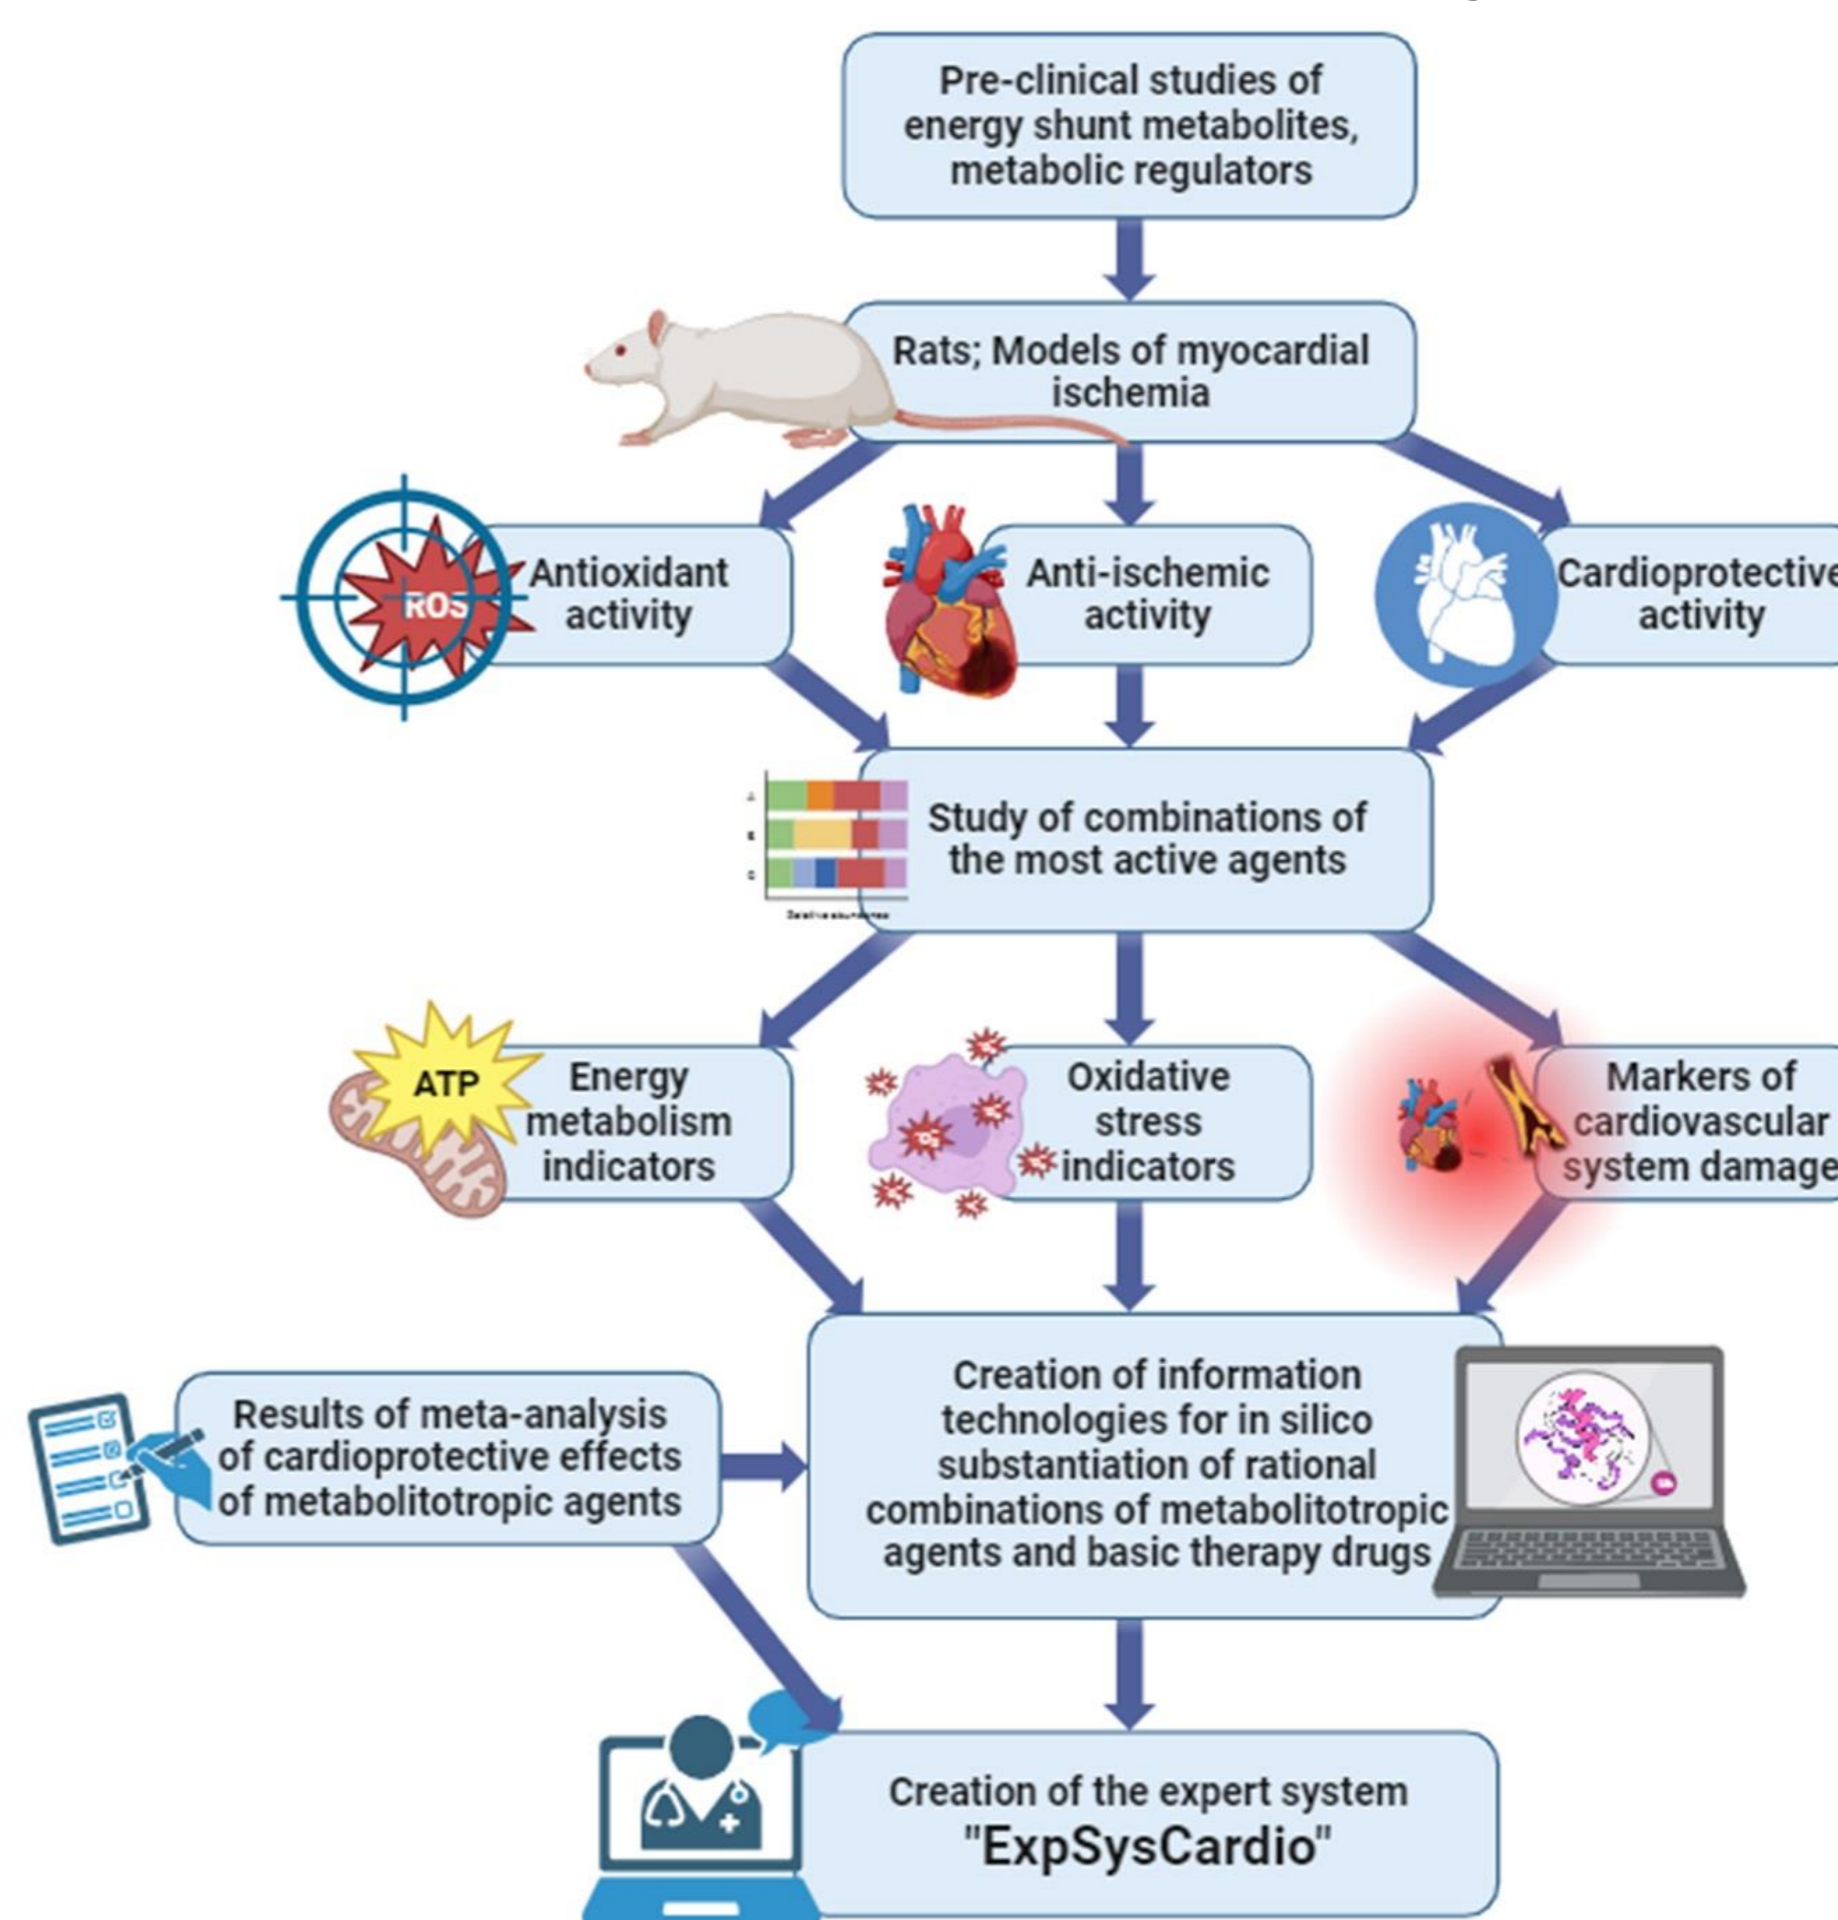 Pre-clinical studies of
energy shunt metabolites,
metabolic regulators
Rats; Models of myocardial
ischemia
ROS
Antioxidant
activity
Anti-ischemic
activity
Cardioprotective
activity
Study of combinations of
the most active agents
ATP
Energy
metabolism
indicators
Oxidative
stress
indicators
Markers of
cardiovascular
system damage
Results of meta-analysis
of cardioprotective effects
of metabolitotropic agents
Creation of information
technologies for in silico
substantiation of rational
combinations of metabolitotropic
agents and basic therapy drugs
Creation of the expert system
"ExpSysCardio"